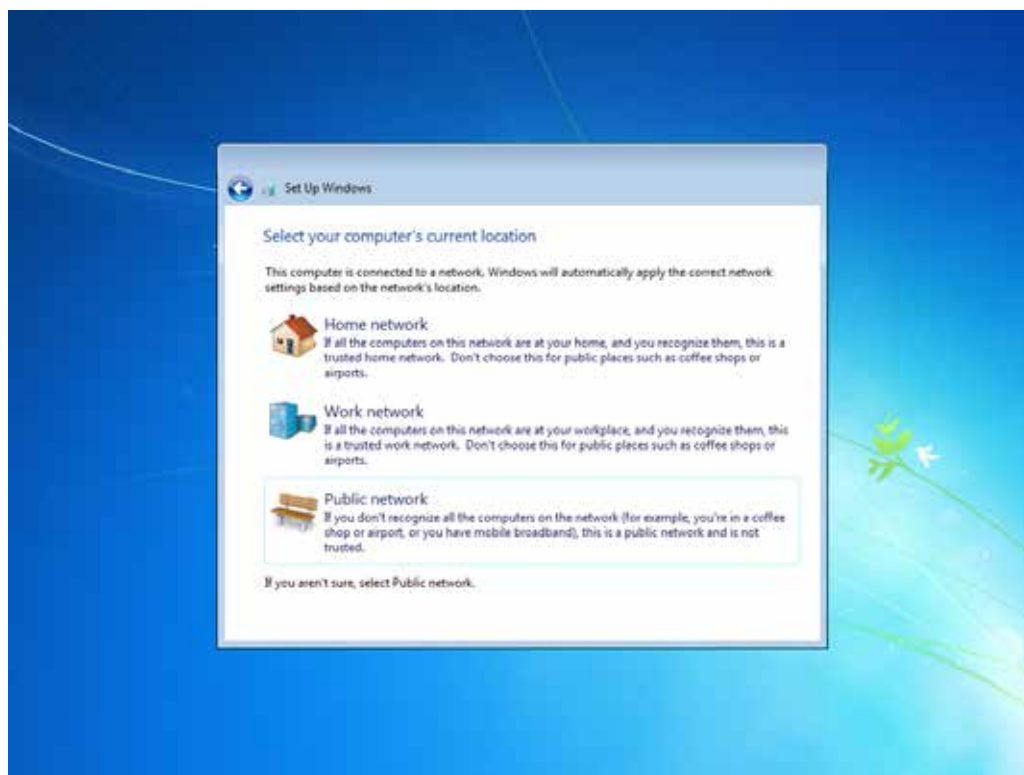 Set Up Windows
Select your computer's current location
This computer is connected to a network. Windows will automatically apply the correct network
settings based on the network's location.
Home network
If all the computers on this network are at your home, and you recognize them, this is a
trusted home network. Don't choose this for public places such as coffee shops or
airports.
Work network
If all the computers on this network are at your workplace, and you recognize them, this
is a trusted work network. Don't choose this for public places such as coffee shops or
airports.
Public network
If you don't recognize all the computers on the network (for example, you're in a coffee
shop or airport, or you have mobile broadband), this is a public network and is not
trusted.
If you aren't sure, select Public network.